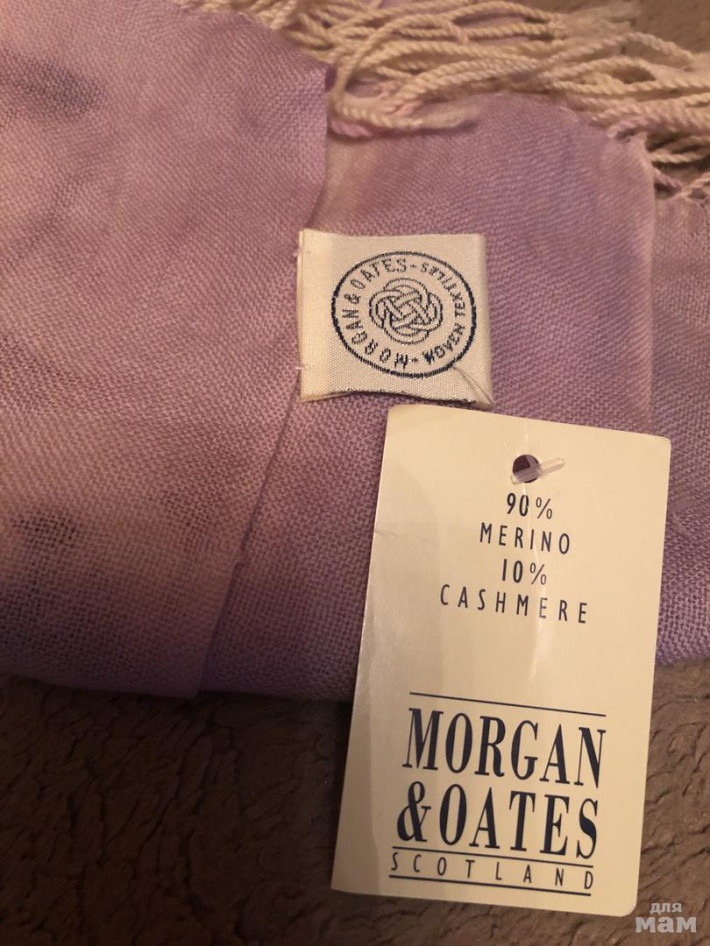 MORGAN & OATES -
WOVEN TEXTILES -
90%
MERINO
10%
CASHMERE
MORGAN
& OATES
SCOTLAND
для
мам